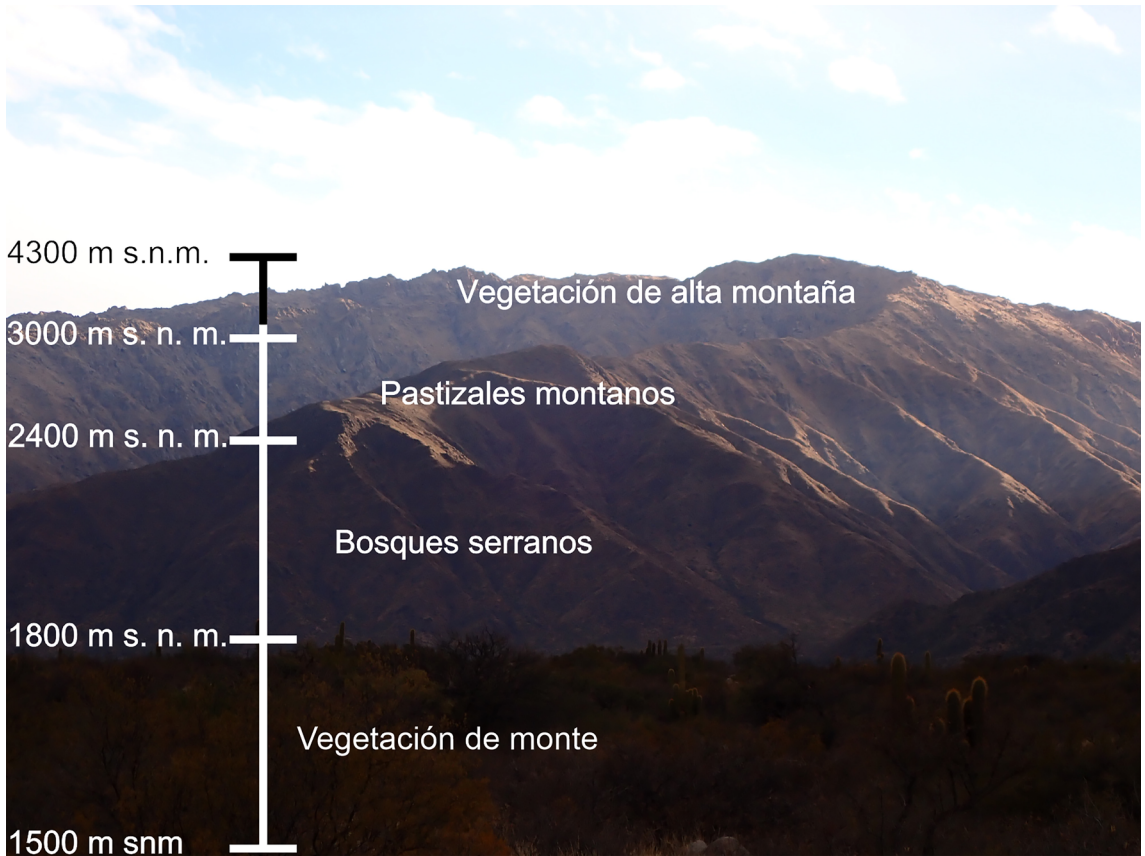 4300 m s.n.m.
Vegetación de alta montaña
3000 m s. n. m.
Pastizales montanos
2400 m s. n. m.
Bosques serranos
1800 m s. n. m.
Vegetación de monte
1500 m snm